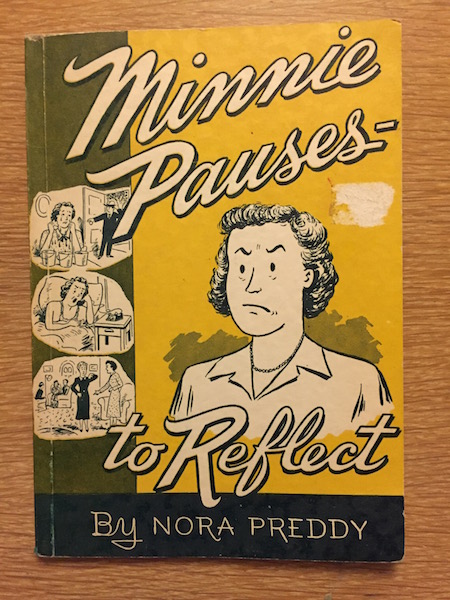 Minnie
Pauses-
to Reflect
By NORA PREDDY